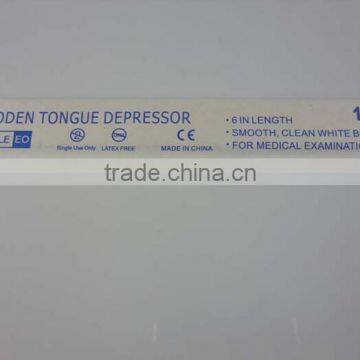 ODEN TONGUE DEPRESSOR
LE EO
Single Use Only
LATEX FREE
CE
MADE IN CHINA
• 6 IN LENGTH
• SMOOTH, CLEAN WHITE B
• FOR MEDICAL EXAMINATIO
1
trade.china.cn